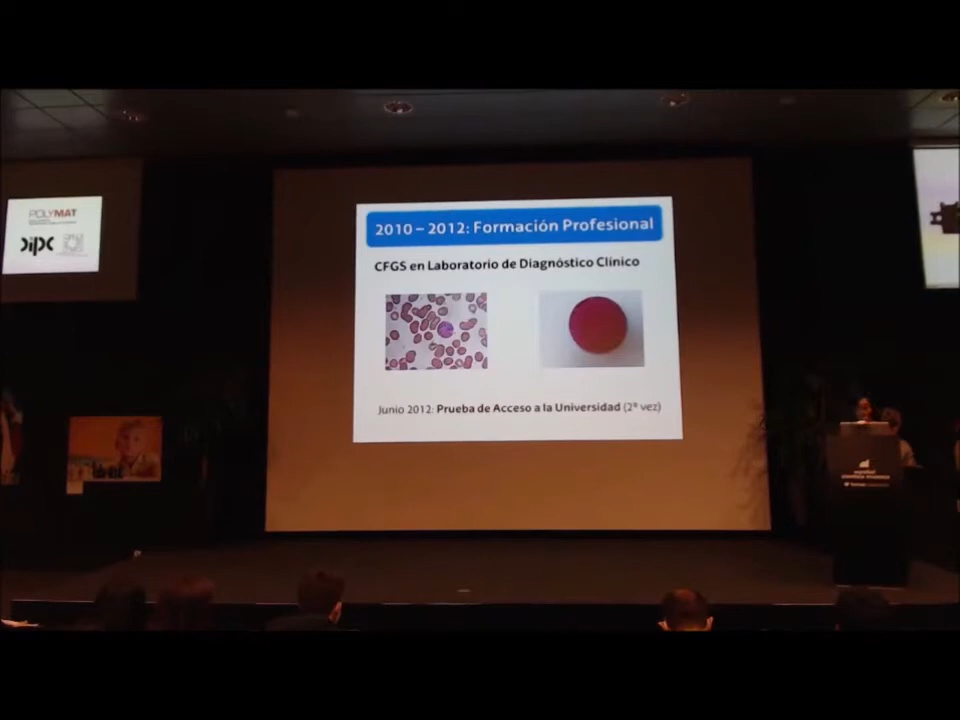 POLYMAT
dipc
2010 – 2012: Formación Profesional
CFGS en Laboratorio de Diagnóstico Clínico
Junio 2012: Prueba de Acceso a la Universidad (2ª vez)